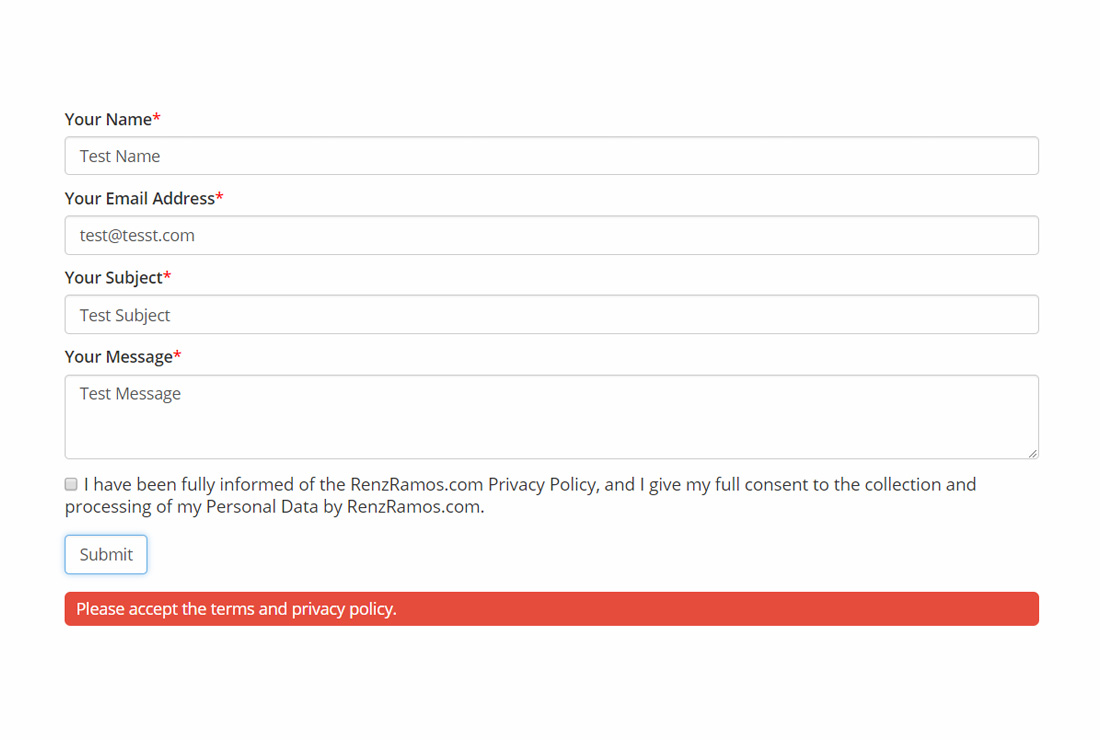 Your Name*
Test Name
Your Email Address*
test@tesst.com
Your Subject*
Test Subject
Your Message*
Test Message
I have been fully informed of the RenzRamos.com Privacy Policy, and I give my full consent to the collection and
processing of my Personal Data by RenzRamos.com.
Submit
Please accept the terms and privacy policy.